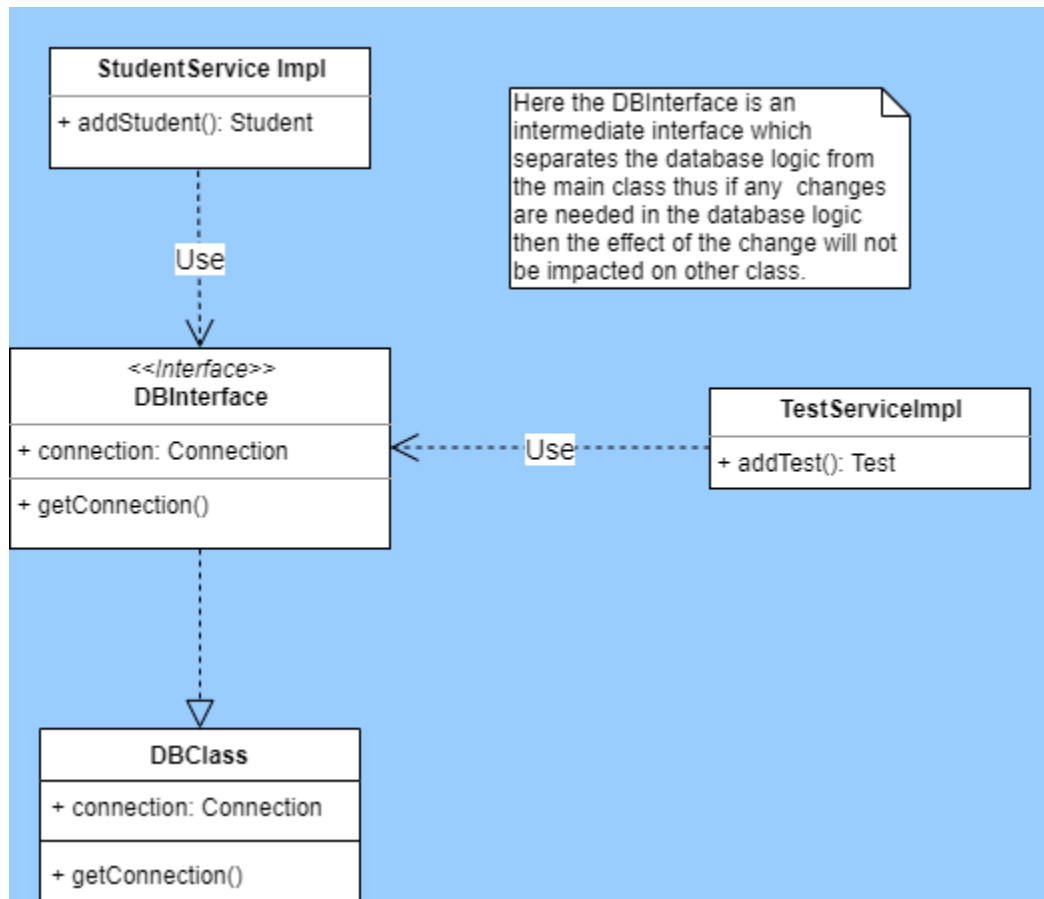 StudentService Impl
+ addStudent(): Student
Here the DBInterface is an
intermediate interface which
separates the database logic from
the main class thus if any  changes
are needed in the database logic
then the effect of the change will not
be impacted on other class.
Use
<<Interface>>
DBInterface
+ connection: Connection
+ getConnection()
Use
TestServiceImpl
+ addTest(): Test
DBClass
+ connection: Connection
+ getConnection()